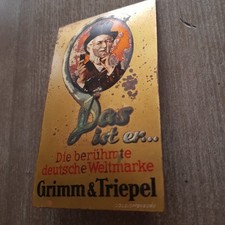 Das
ist er..
Die berühmte
deutsche Weltmarke
Grimm & Triepel